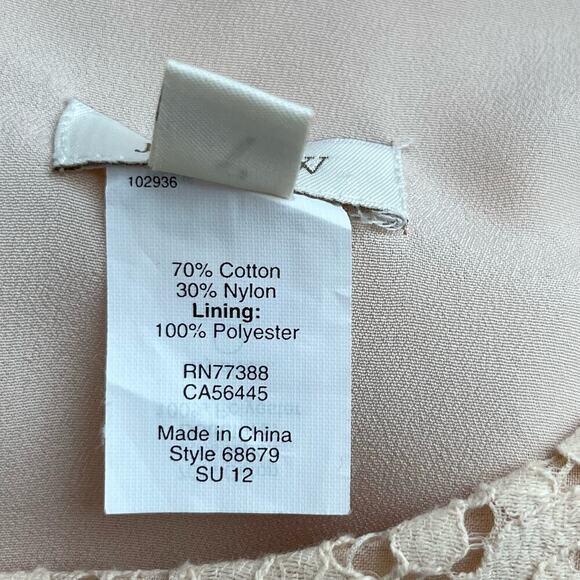 102936
70% Cotton
30% Nylon
Lining:
100% Polyester
RN77388
CA56445
Made in China
Style 68679
SU 12